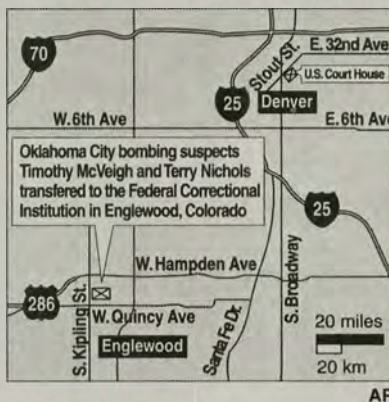 70
E. 32nd Ave
Stout St.
U.S. Court House
25
Denver
W. 6th Ave
E. 6th Ave
Oklahoma City bombing suspects
Timothy McVeigh and Terry Nichols
transfered to the Federal Correctional
Institution in Englewood, Colorado
25
W. Hampden Ave
286
S. Kipling St.
W. Quincy Ave
Englewood
Santa Fe Dr.
S. Broadway
20 miles
20 km
AP